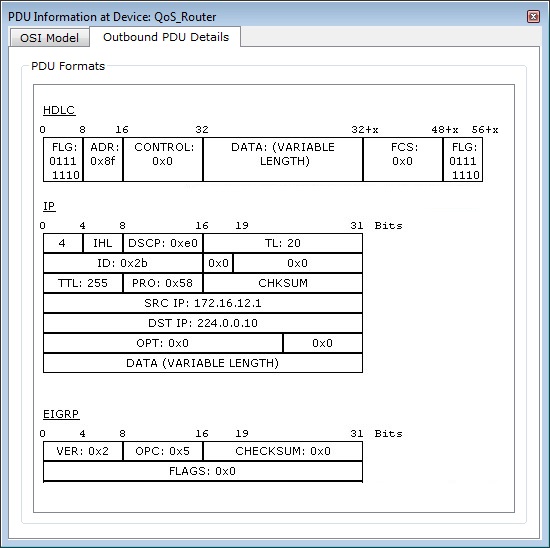 PDU Information at Device: QoS_Router
OSI Model Outbound PDU Details
PDU Formats
HDLC
0 8 16 32 32+x 48+x 56+x
FLG: 0111 1110 ADR: 0x8f CONTROL: 0x0 DATA: (VARIABLE LENGTH) FCS: 0x0 FLG: 0111 1110
IP
0 4 8 16 19 31 Bits
4 IHL DSCP: 0xe0 TL: 20
ID: 0x2b 0x0 0x0
TTL: 255 PRO: 0x58 CHKSUM
SRC IP: 172.16.12.1
DST IP: 224.0.0.10
OPT: 0x0 0x0
DATA (VARIABLE LENGTH)
EIGRP
0 4 8 16 19 31 Bits
VER: 0x2 OPC: 0x5 CHECKSUM: 0x0
FLAGS: 0x0